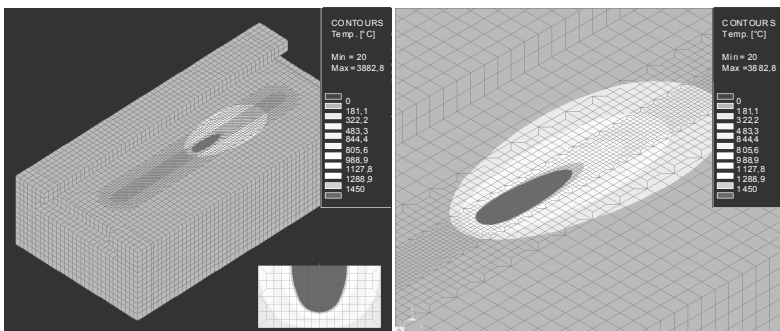 CONTOURS
Temp. [°C]
Min = 20
Max =3882,8
0
181,1
322,2
483,3
844,4
805,6
988,9
1127,8
1288,9
1450
CONTOURS
Temp. [°C]
Min = 20
Max =3882,8
0
181,1
322,2
483,3
844,4
805,6
988,9
1127,8
1288,9
1450